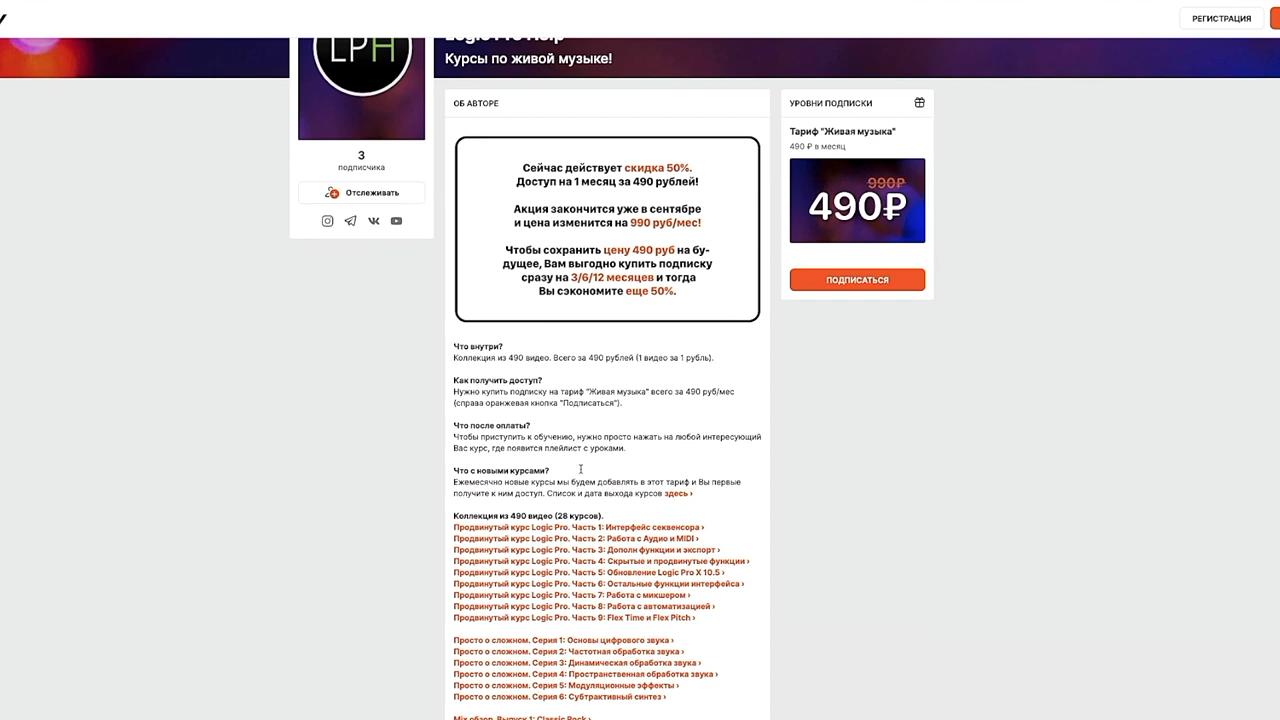 РЕГИСТРАЦИЯ
LPH
Курсы по живой музыке!
3
подписчика
Отслеживать
ОБ АВТОРЕ
Сейчас действует скидка 50%.
Доступ на 1 месяц за 490 рублей!
Акция закончится уже в сентябре
и цена изменится на 990 руб/мес!
Чтобы сохранить цену 490 руб на бу-
дущее, Вам выгодно купить подписку
сразу на 3/6/12 месяцев и тогда
Вы сэкономите еще 50%.
Что внутри?
Коллекция из 490 видео. Всего за 490 рублей (1 видео за 1 рубль).
Как получить доступ?
Нужно купить подписку на тариф "Живая музыка" всего за 490 руб/мес
(справа оранжевая кнопка "Подписаться").
Что после оплаты?
Чтобы приступить к обучению, нужно просто нажать на любой интересующий
Вас курс, где появится плейлист с уроками.
Что с новыми курсами?
Ежемесячно новые курсы мы будем добавлять в этот тариф и Вы первые
получите к ним доступ. Список и дата выхода курсов здесь ›
Коллекция из 490 видео (28 курсов).
Продвинутый курс Logic Pro. Часть 1: Интерфейс секвенсора ›
Продвинутый курс Logic Pro. Часть 2: Работа с Аудио и MIDI ›
Продвинутый курс Logic Pro. Часть 3: Дополн функции и экспорт ›
Продвинутый курс Logic Pro. Часть 4: Скрытые и продвинутые функции ›
Продвинутый курс Logic Pro. Часть 5: Обновление Logic Pro X 10.5 ›
Продвинутый курс Logic Pro. Часть 6: Остальные функции интерфейса ›
Продвинутый курс Logic Pro. Часть 7: Работа с микшером ›
Продвинутый курс Logic Pro. Часть 8: Работа с автоматизацией ›
Продвинутый курс Logic Pro. Часть 9: Flex Time и Flex Pitch ›
Просто о сложном. Серия 1: Основы цифрового звука ›
Просто о сложном. Серия 2: Частотная обработка звука ›
Просто о сложном. Серия 3: Динамическая обработка звука ›
Просто о сложном. Серия 4: Пространственная обработка звука ›
Просто о сложном. Серия 5: Модуляционные эффекты ›
Просто о сложном. Серия 6: Субтрактивный синтез ›
Mix обзор. Выпуск 1: Classic Rock ›
УРОВНИ ПОДПИСКИ
Тариф "Живая музыка"
490 ₽ в месяц
990₽
490₽
ПОДПИСАТЬСЯ